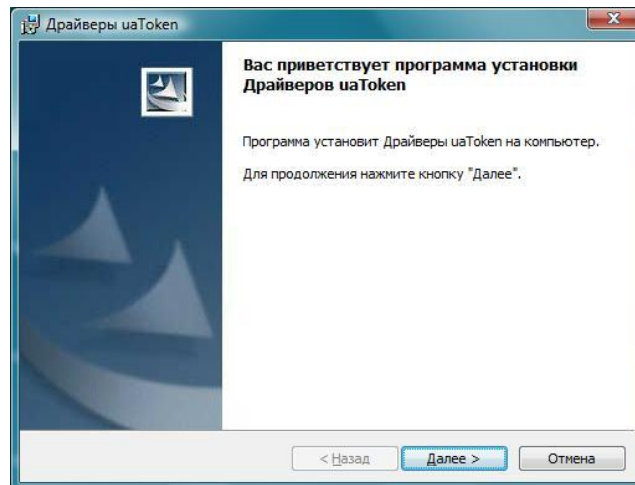 Драйверы uaToken
Вас приветствует программа установки
Драйверов uaToken
Программа установит Драйверы uaToken на компьютер.
Для продолжения нажмите кнопку "Далее".
< Назад
Далее >
Отмена